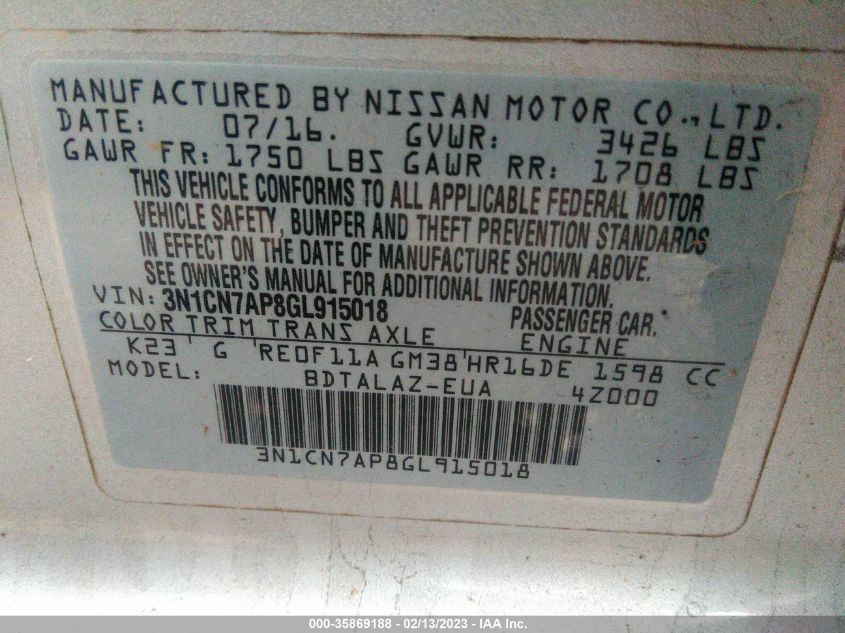 MANUFACTURED BY NISSAN MOTOR CO., LTD.
DATE: 07/16. GVWR: 3426 LBS
GAWR FR: 1750 LBS GAWR RR: 1708 LBS
THIS VEHICLE CONFORMS TO ALL APPLICABLE FEDERAL MOTOR
VEHICLE SAFETY, BUMPER AND THEFT PREVENTION STANDARDS
IN EFFECT ON THE DATE OF MANUFACTURE SHOWN ABOVE.
SEE OWNER'S MANUAL FOR ADDITIONAL INFORMATION.
VIN: 3N1CN7AP8GL915018 PASSENGER CAR.
COLOR TRIM TRANS AXLE ENGINE
K23 ' G 'RE0F11A GM38'HR16DE 1598 CC
MODEL: BDTALAZ-EUA 4Z000
3N1CN7AP8GL915018
000-35869188 - 02/13/2023 - IAA Inc.